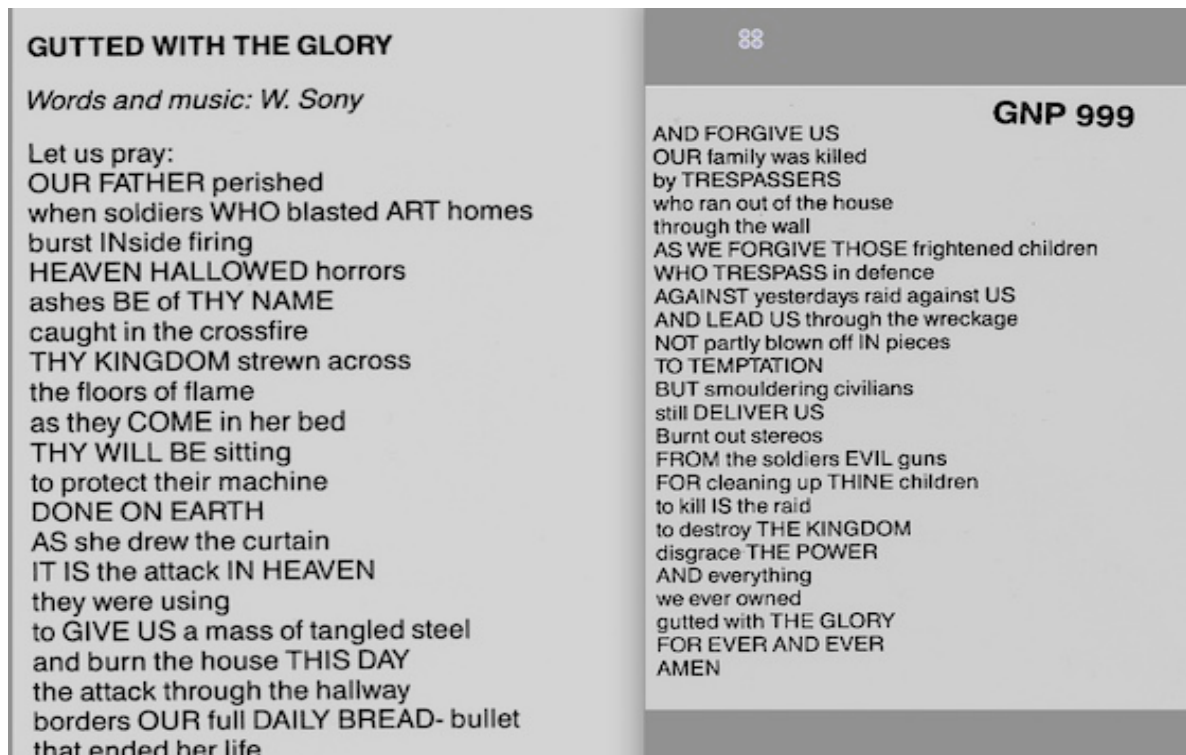 GUTTED WITH THE GLORY
Words and music: W. Sony
Let us pray:
OUR FATHER perished
when soldiers WHO blasted ART homes
burst INside firing
HEAVEN HALLOWED horrors
ashes BE of THY NAME
caught in the crossfire
THY KINGDOM strewn across
the floors of flame
as they COME in her bed
THY WILL BE sitting
to protect their machine
DONE ON EARTH
AS she drew the curtain
IT IS the attack IN HEAVEN
they were using
to GIVE US a mass of tangled steel
and burn the house THIS DAY
the attack through the hallway
borders OUR full DAILY BREAD- bullet
that ended her life
GNP 999
AND FORGIVE US
OUR family was killed
by TRESPASSERS
who ran out of the house
through the wall
AS WE FORGIVE THOSE frightened children
WHO TRESPASS in defence
AGAINST yesterdays raid against US
AND LEAD US through the wreckage
NOT partly blown off IN pieces
TO TEMPTATION
BUT smouldering civilians
still DELIVER US
Burnt out stereos
FROM the soldiers EVIL guns
FOR cleaning up THINE children
to kill IS the raid
to destroy THE KINGDOM
disgrace THE POWER
AND everything
we ever owned
gutted with THE GLORY
FOR EVER AND EVER
AMEN